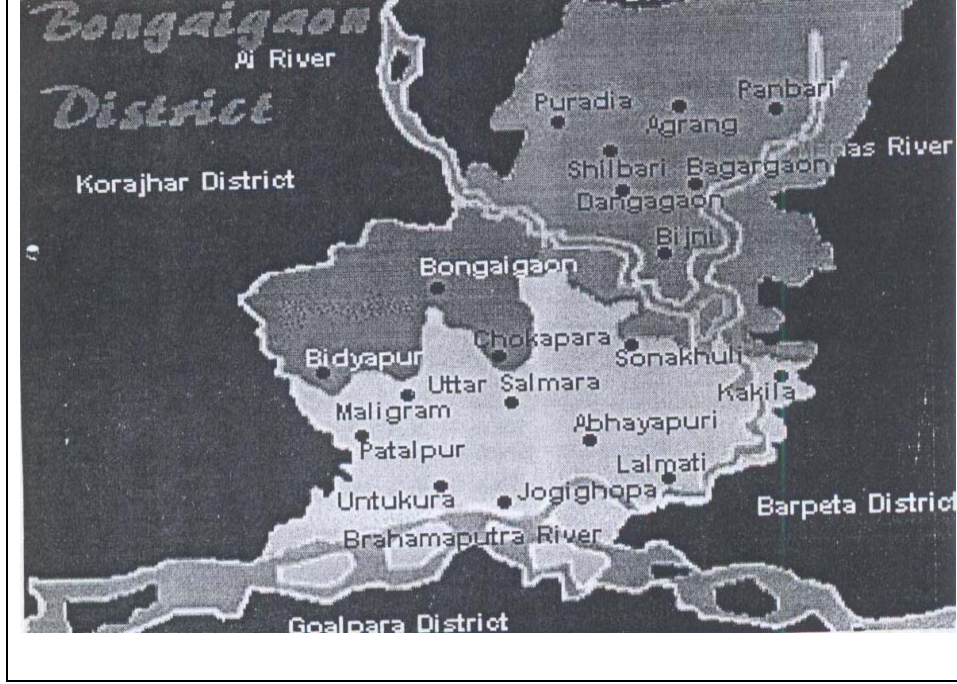 Bongaigaon
Ai River
District
Puradia
Panbari
Agrang
River
Shilbari
Bagargaon
Korajhar District
Dangagaon
Bijni
Bongaigaon
Chokapara
Sonakhuli
Bidyapur
Uttar Salmara
Kakila
Maligram
Abhayapuri
Patalpur
Lalmati
Untukura
Jogighopa
Barpeta District
Brahamaputra River
Goalpara District